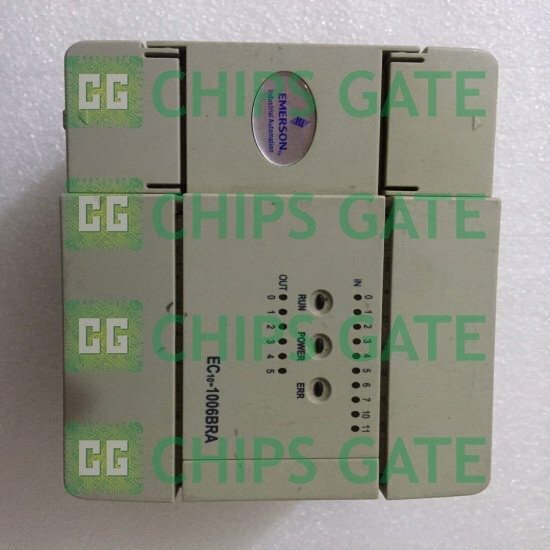 CG CHIPS GATE
CG CHIPS GATE
CG CHIPS GATE
CG CHIPS GATE
EMERSON
Industrial Automation
IN 0 1 2 3 4 5 6 7 10 11
RUN POWER ERR
OUT 0 1 2 3 4 5
EC10-1006BRA